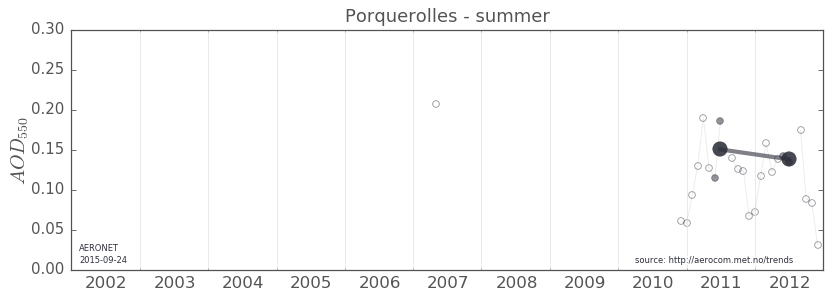 Porquerolles - summer
0.30
0.25
0.20
0.15
0.10
0.05
0.00
AOD550
AERONET
2015-09-24
source: http://aerocom.met.no/trends
2002 2003 2004 2005 2006 2007 2008 2009 2010 2011 2012